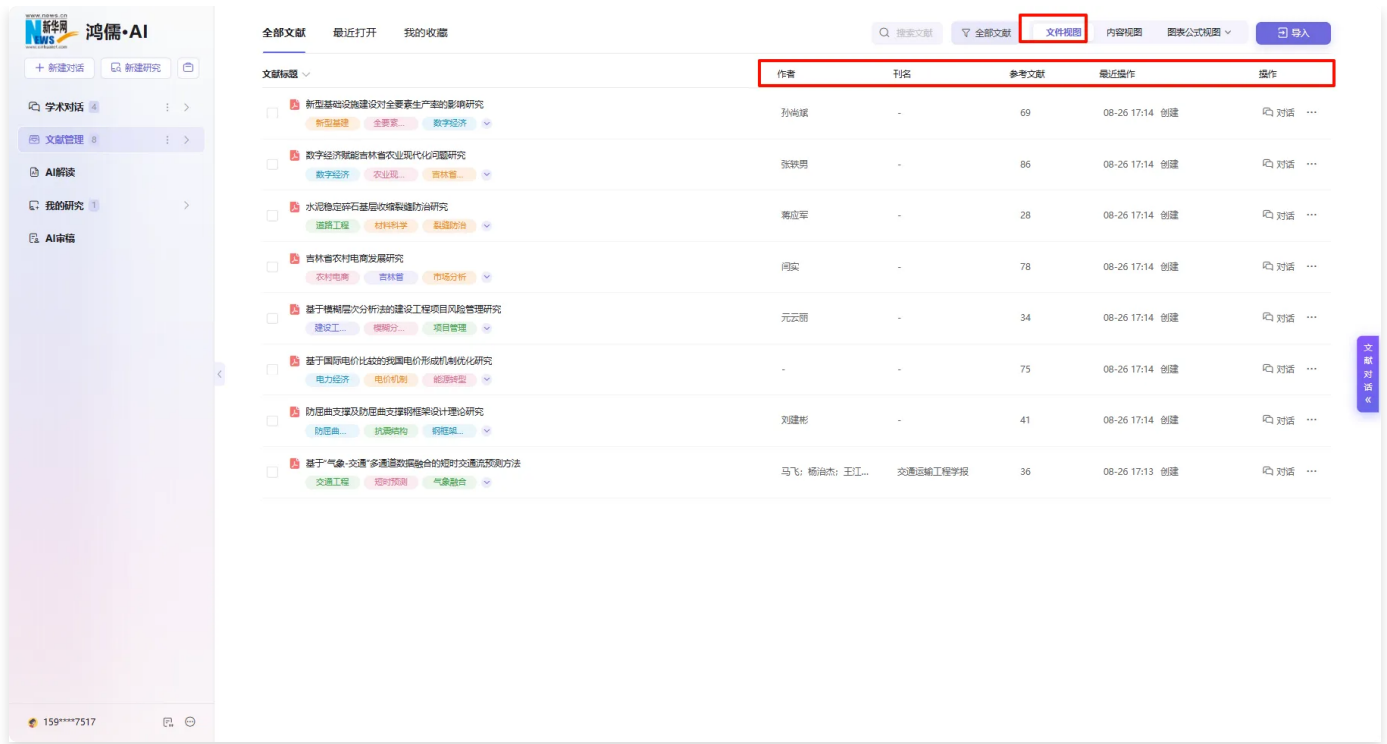 www.news.cn
新华网
NEWS
www.xinhuanet.com
鸿儒·AI
+ 新建对话
新建研究
学术对话 4
文献管理 8
AI解读
我的研究 1
AI审稿
159****7517
全部文献 最近打开 我的收藏
搜索文献
全部文献
文件视图 内容视图 图表公式视图
导入
文献标题 作者 刊名 参考文献 最近操作 操作
新型基础设施建设对全要素生产率的影响研究
新型基建 全要素... 数字经济
孙尚斌 - 69 08-26 17:14 创建 对话 ···
数字经济赋能吉林省农业现代化问题研究
数字经济 农业现... 吉林省...
张轶男 - 86 08-26 17:14 创建 对话 ···
水泥稳定碎石基层收缩裂缝防治研究
道路工程 材料科学 裂缝防治
蒋应军 - 28 08-26 17:14 创建 对话 ···
吉林省农村电商发展研究
农村电商 吉林省 市场分析
闫实 - 78 08-26 17:14 创建 对话 ···
基于模糊层次分析法的建设工程项目风险管理研究
建设工... 模糊分... 项目管理
元云丽 - 34 08-26 17:14 创建 对话 ···
基于国际电价比较的我国电价形成机制优化研究
电力经济 电价机制 能源转型
- - 75 08-26 17:14 创建 对话 ···
防屈曲支撑及防屈曲支撑钢框架设计理论研究
防屈曲... 抗震结构 钢框架...
刘建彬 - 41 08-26 17:14 创建 对话 ···
基于“气象-交通”多通道数据融合的短时交通流预测方法
交通工程 短时预测 气象融合
马飞; 杨治杰; 王江... 交通运输工程学报 36 08-26 17:13 创建 对话 ···
文献对话
«